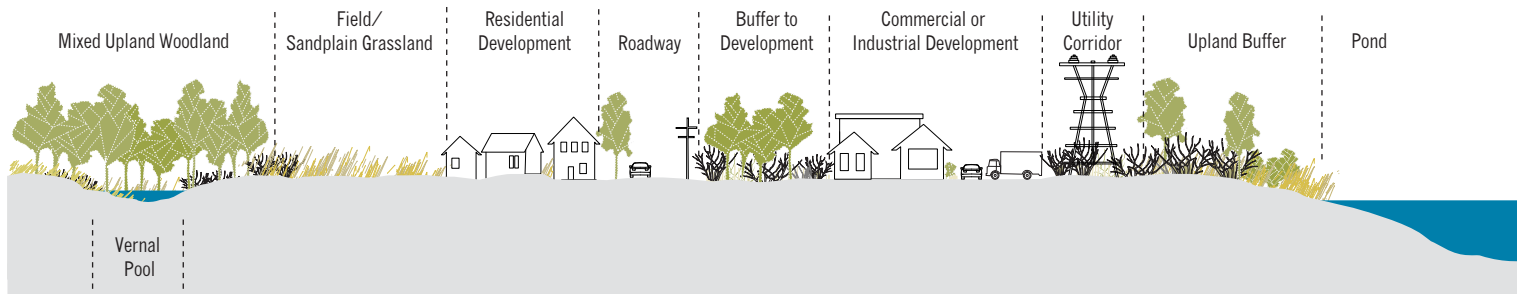 Mixed Upland Woodland
Field/
Sandplain Grassland
Residential
Development
Roadway
Buffer to
Development
Commercial or
Industrial Development
Utility
Corridor
Upland Buffer
Pond
Vernal
Pool